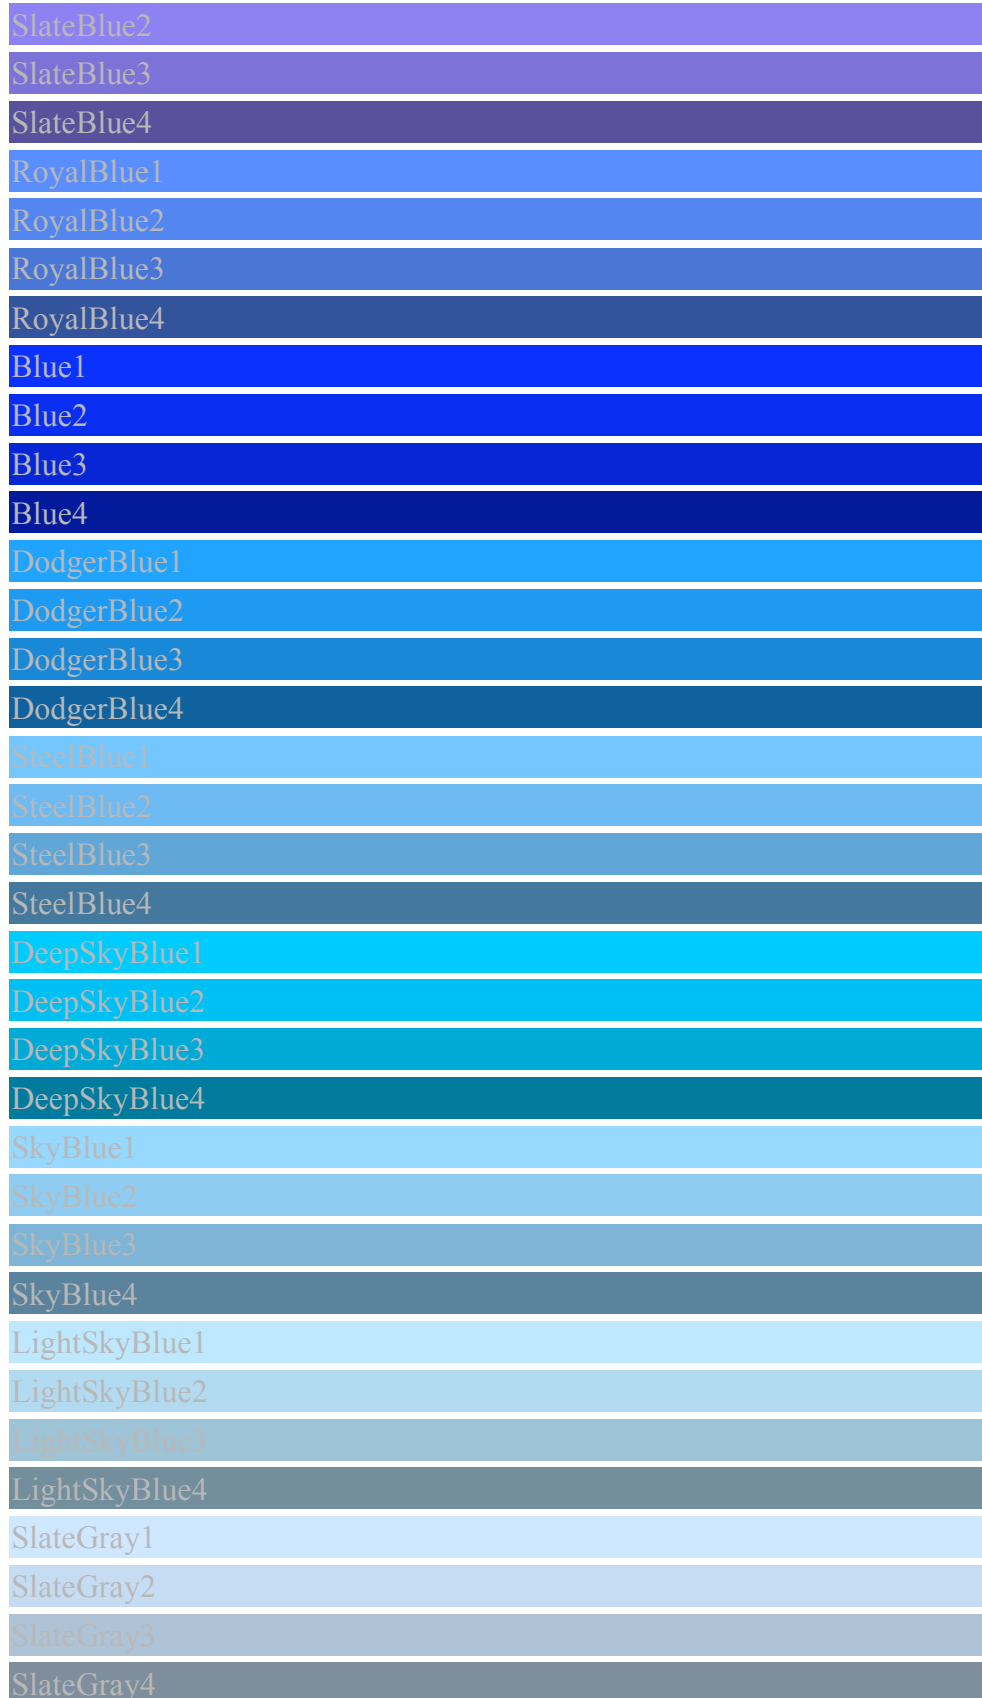 SlateBlue2
SlateBlue3
SlateBlue4
RoyalBlue1
RoyalBlue2
RoyalBlue3
RoyalBlue4
Blue1
Blue2
Blue3
Blue4
DodgerBlue1
DodgerBlue2
DodgerBlue3
DodgerBlue4
SteelBlue1
SteelBlue2
SteelBlue3
SteelBlue4
DeepSkyBlue1
DeepSkyBlue2
DeepSkyBlue3
DeepSkyBlue4
SkyBlue1
SkyBlue2
SkyBlue3
SkyBlue4
LightSkyBlue1
LightSkyBlue2
LightSkyBlue3
LightSkyBlue4
SlateGray1
SlateGray2
SlateGray3
SlateGray4